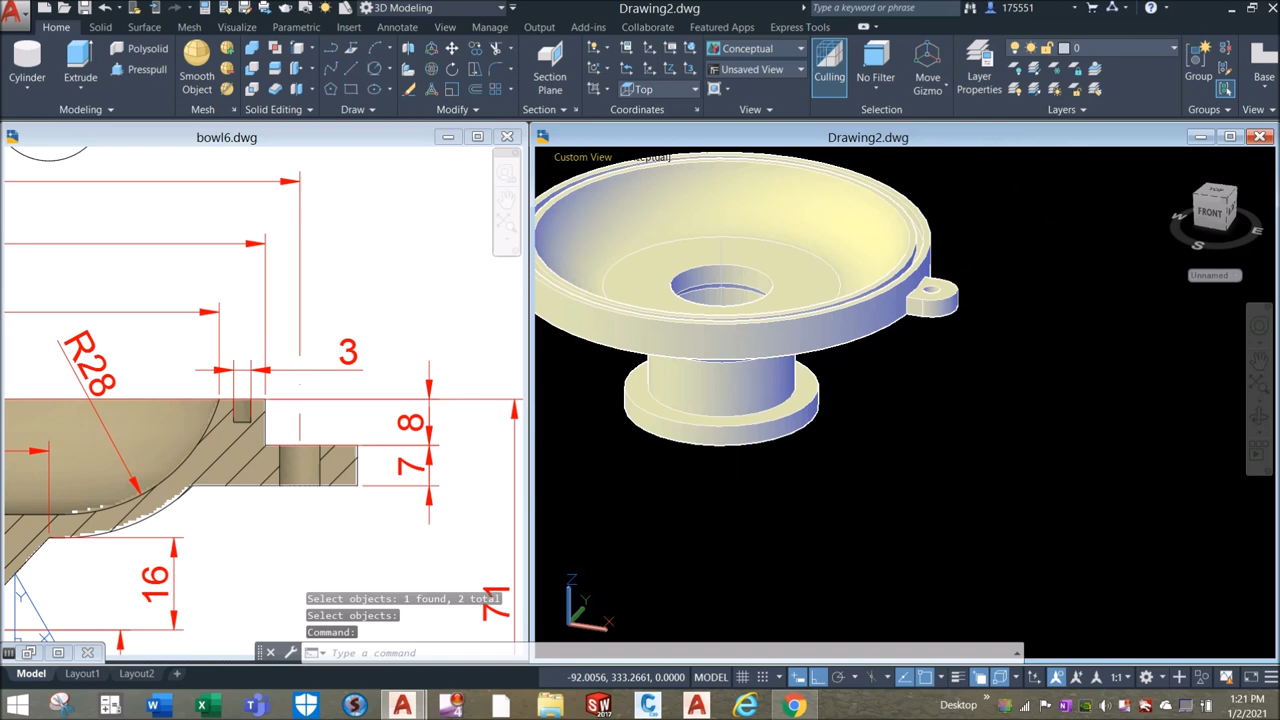 3D Modeling
Drawing2.dwg
Type a keyword or phrase
175551
Home Solid Surface Mesh Visualize Parametric Insert Annotate View Manage Output Add-ins Collaborate Featured Apps
Polysolid
Presspull
Cylinder
Extrude
Smooth
Object
Section
Plane
Conceptual
Unsaved View
Top
Culling
No Filter
Move
Gizmo
Layer
Properties
0
Group
Base
Modeling Mesh Solid Editing Draw Modify Section Coordinates View Selection Layers Groups View
bowl6.dwg
Drawing2.dwg
Custom View
TOP
FRONT
W
S
E
Unnamed
R28
3
8
7
16
71
Y
X
Z
Y
X
Select objects: 1 found, 2 total
Select objects:
Command:
Type a command
Model Layout1 Layout2 +
-92.0056, 333.2661, 0.0000 MODEL
1:1
Desktop
1:21 PM
1/2/2021